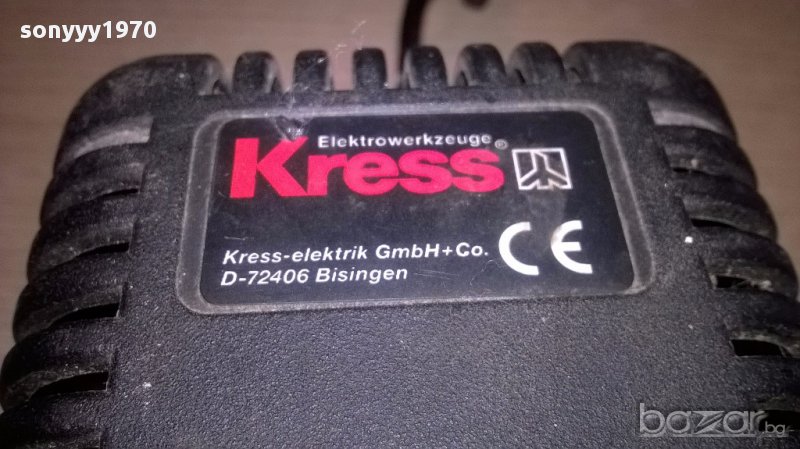 sonyyy1970
Elektrowerkzeuge
Kress®
Kress-elektrik GmbH+Co.
D-72406 Bisingen
CE
bazar.bg